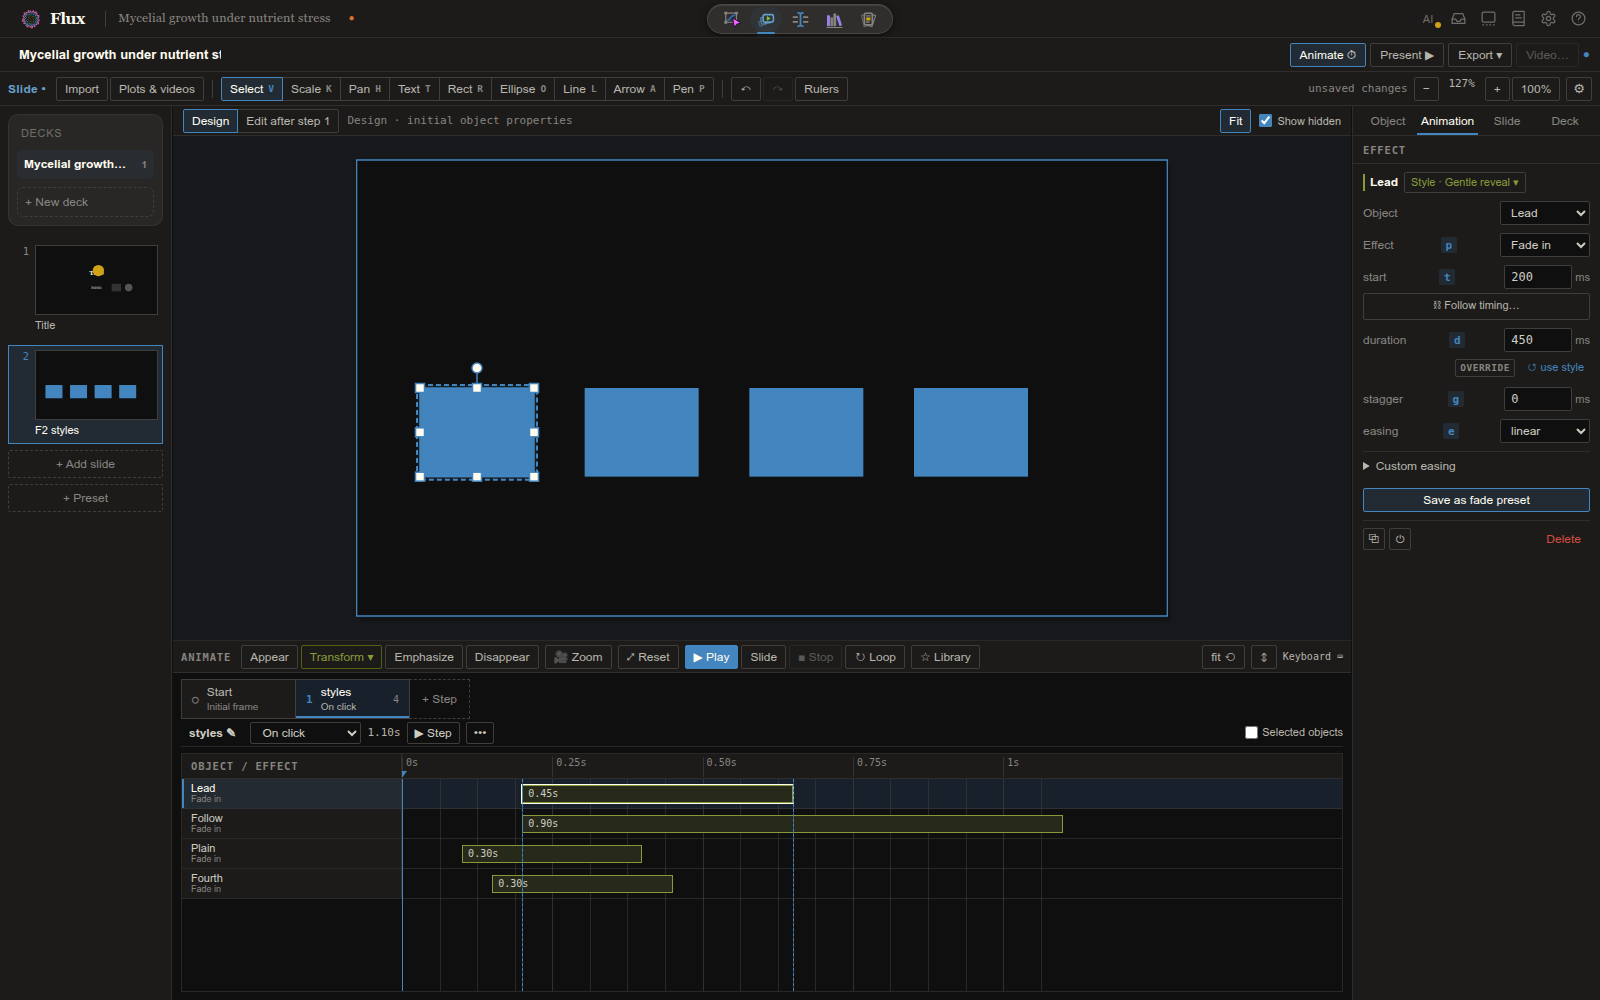 Flux
Mycelial growth under nutrient stress
AI
Mycelial growth under nutrient st
Animate ⏱
Present ▶
Export ▾
Video…
Slide •
Import
Plots & videos
Select V
Scale K
Pan H
Text T
Rect R
Ellipse O
Line L
Arrow A
Pen P
Rulers
unsaved changes
−
127%
+
100%
DECKS
Mycelial growth… 1
+ New deck
1
Title
2
F2 styles
+ Add slide
+ Preset
Design
Edit after step 1
Design · initial object properties
Fit
Show hidden
Object
Animation
Slide
Deck
EFFECT
Lead
Style · Gentle reveal ▾
Object
Lead
Effect p
Fade in
start t 200 ms
Follow timing…
duration d 450 ms
OVERRIDE
use style
stagger g 0 ms
easing e linear
Custom easing
Save as fade preset
Delete
ANIMATE
Appear
Transform ▾
Emphasize
Disappear
Zoom
Reset
▶ Play
Slide
■ Stop
Loop
☆ Library
fit
Keyboard
Start
Initial frame
1 styles 4
On click
+ Step
styles ✎
On click
1.10s
▶ Step
•••
Selected objects
OBJECT / EFFECT
0s
0.25s
0.50s
0.75s
1s
Lead
Fade in
0.45s
Follow
Fade in
0.90s
Plain
Fade in
0.30s
Fourth
Fade in
0.30s